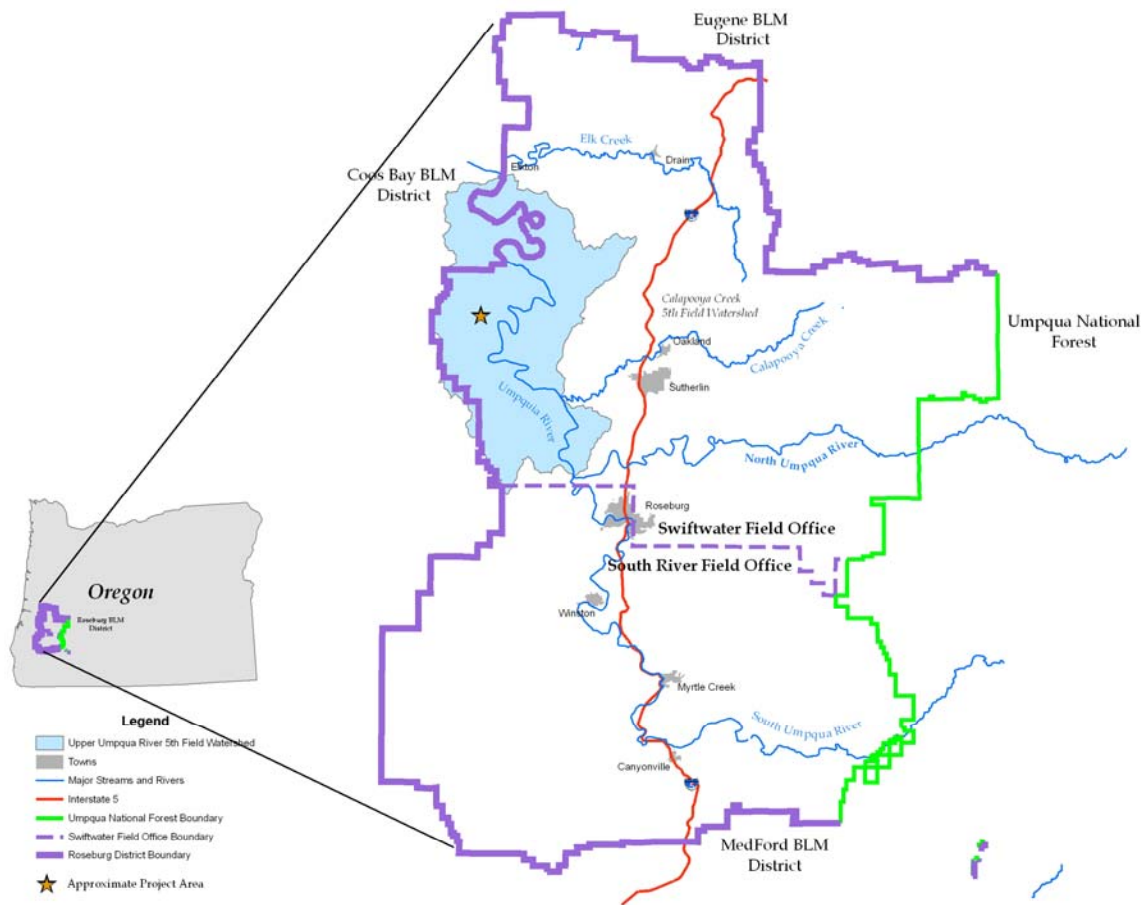 Eugene BLM
District
Elk Creek
Drain
Elkton
Coos Bay BLM
District
Calapooya Creek
5th Field Watershed
Umpqua National
Forest
Oakland
Calapooya Creek
Sutherlin
Umpquia River
North Umpqua River
Roseburg
Swiftwater Field Office
South River Field Office
Oregon
Roseburg BLM
District
Winston
Myrtle Creek
South Umpqua River
Canyonville
MedFord BLM
District
Legend
Upper Umpqua River 5th Field Watershed
Towns
Major Streams and Rivers
Interstate 5
Umpqua National Forest Boundary
Swiftwater Field Office Boundary
Roseburg District Boundary
Approximate Project Area